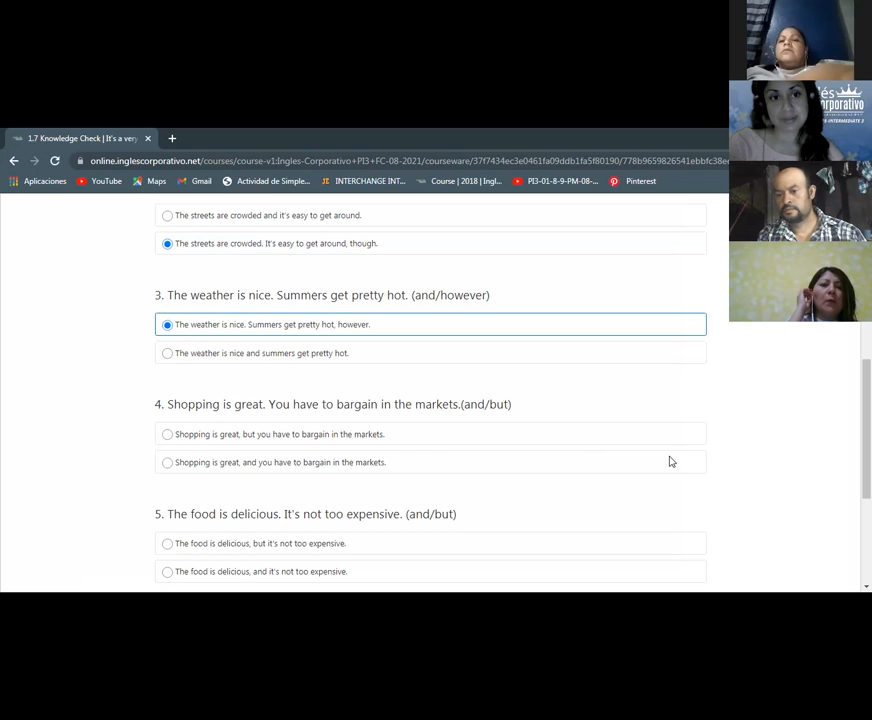 1.7 Knowledge Check | It's a very
online.inglescorporativo.net/courses/course-v1:Ingles-Corporativo+PI3+FC-08-2021/courseware/37f7434ec3e0461fa09ddb1fa5f80190/778b9659826541ebbfc38ee
Aplicaciones YouTube Maps Gmail Actividad de Simple... INTERCHANGE INT... Course | 2018 | Ingl... PI3-01-8-9-PM-08-... Pinterest
The streets are crowded and it's easy to get around.
The streets are crowded. It's easy to get around, though.
3. The weather is nice. Summers get pretty hot. (and/however)
The weather is nice. Summers get pretty hot, however.
The weather is nice and summers get pretty hot.
4. Shopping is great. You have to bargain in the markets.(and/but)
Shopping is great, but you have to bargain in the markets.
Shopping is great, and you have to bargain in the markets.
5. The food is delicious. It's not too expensive. (and/but)
The food is delicious, but it's not too expensive.
The food is delicious, and it's not too expensive.
lés
orporativo
INTERMEDIATE 3